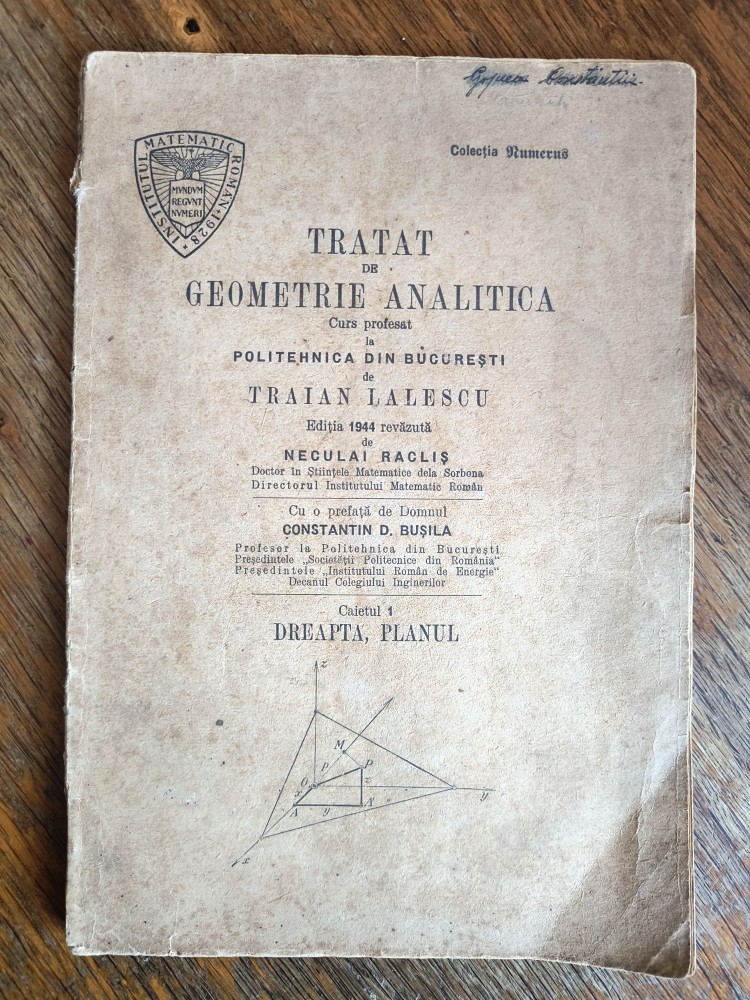 Constantin
Colecția Numerus
INSTITUTUL MATEMATIC ROMAN • 1928 •
MVNDVM
REGVNT
NVMERI
TRATAT
DE
GEOMETRIE ANALITICA
Curs profesat
la
POLITEHNICA DIN BUCUREȘTI
de
TRAIAN LALESCU
Ediția 1944 revăzută
de
NECULAI RACLIȘ
Doctor în Științele Matematice dela Sorbona
Directorul Institutului Matematic Român
Cu o prefață de Domnul
CONSTANTIN D. BUȘILA
Profesor la Politehnica din București
Președintele „Societății Politecnice din România“
Președintele „Institutului Român de Energie“
Decanul Colegiului Inginerilor
Caietul 1
DREAPTA, PLANUL
z
M
P
P
O
z
x
A
y
A'
y
x